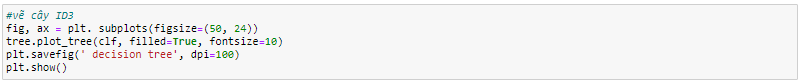 #vẽ cây ID3
fig, ax = plt. subplots(figsize=(50, 24))
tree.plot_tree(clf, filled=True, fontsize=10)
plt.savefig(' decision tree', dpi=100)
plt.show()